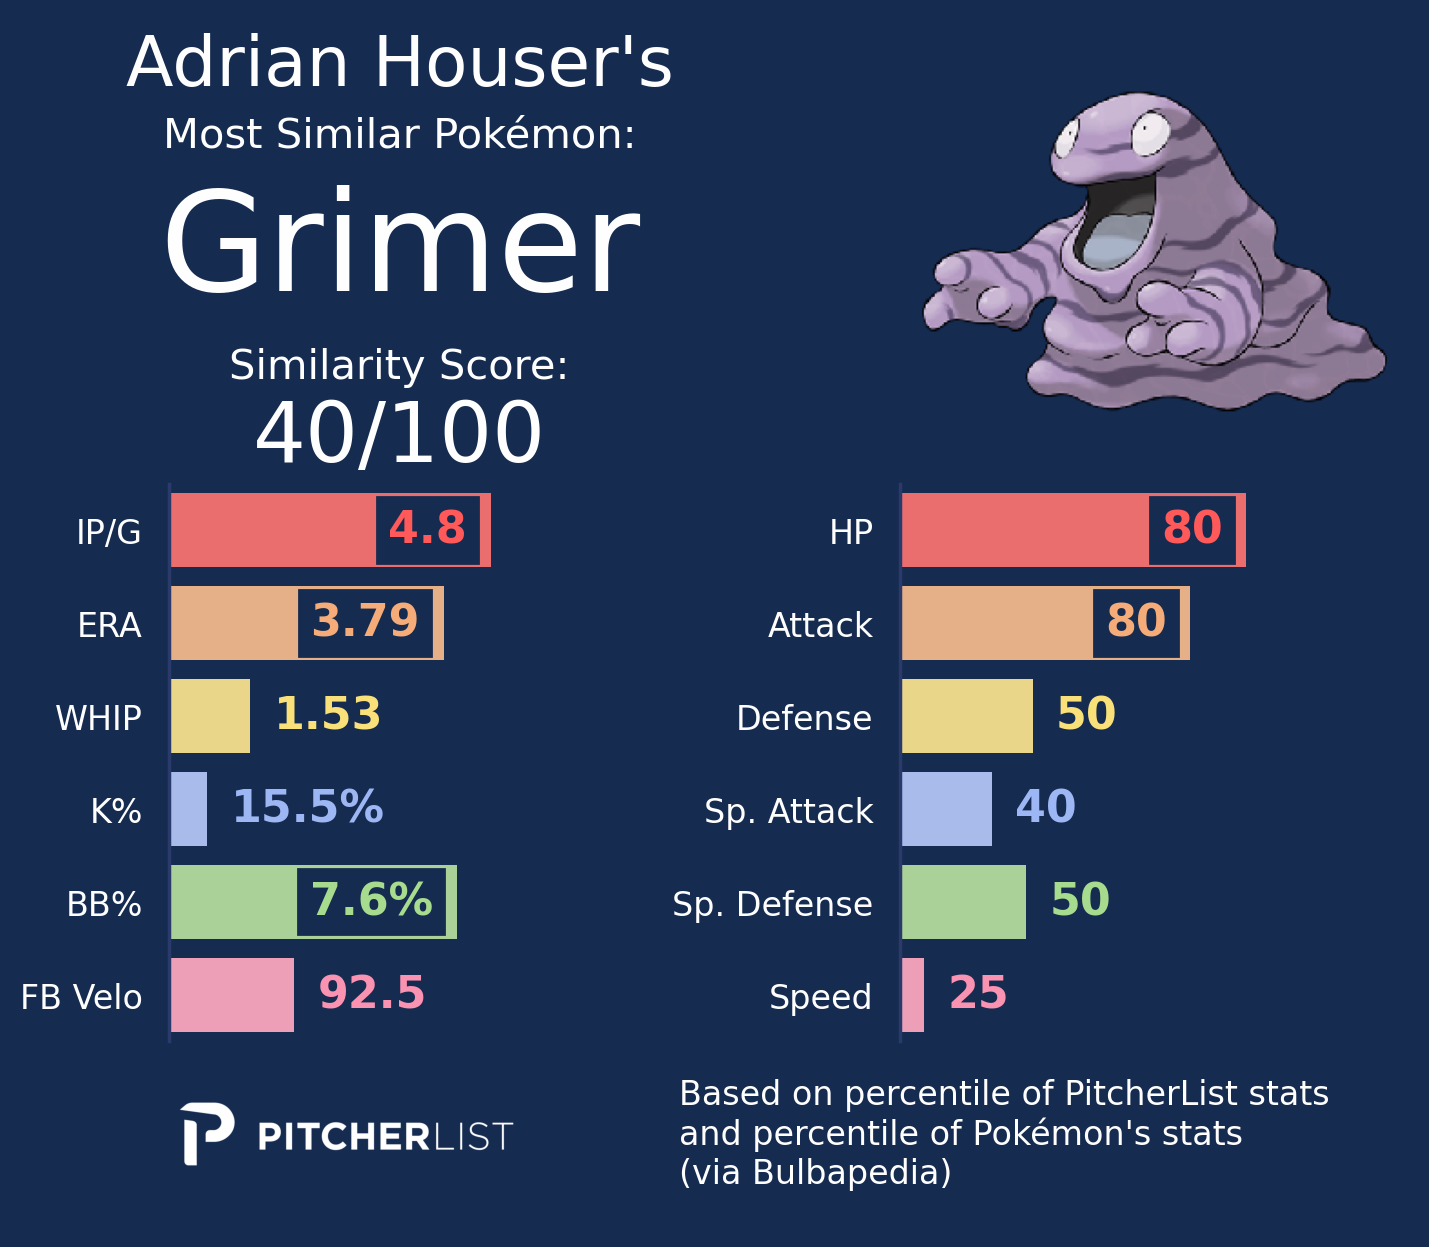 Adrian Houser's
Most Similar Pokémon:
Grimer
Similarity Score:
40/100
IP/G 4.8
ERA 3.79
WHIP 1.53
K% 15.5%
BB% 7.6%
FB Velo 92.5
HP 80
Attack 80
Defense 50
Sp. Attack 40
Sp. Defense 50
Speed 25
PITCHERLIST
Based on percentile of PitcherList stats
and percentile of Pokémon's stats
(via Bulbapedia)